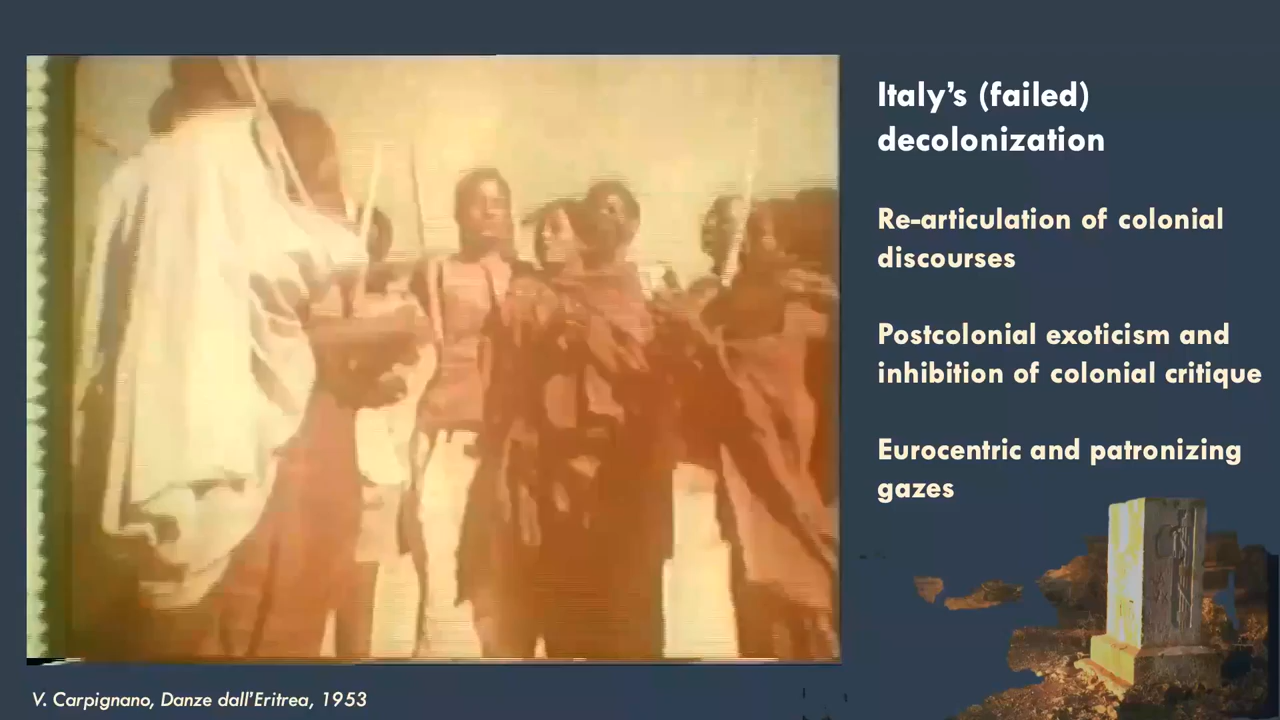 Italy's (failed)
decolonization
Re-articulation of colonial
discourses
Postcolonial exoticism and
inhibition of colonial critique
Eurocentric and patronizing
gazes
V. Carpignano, Danze dall'Eritrea, 1953